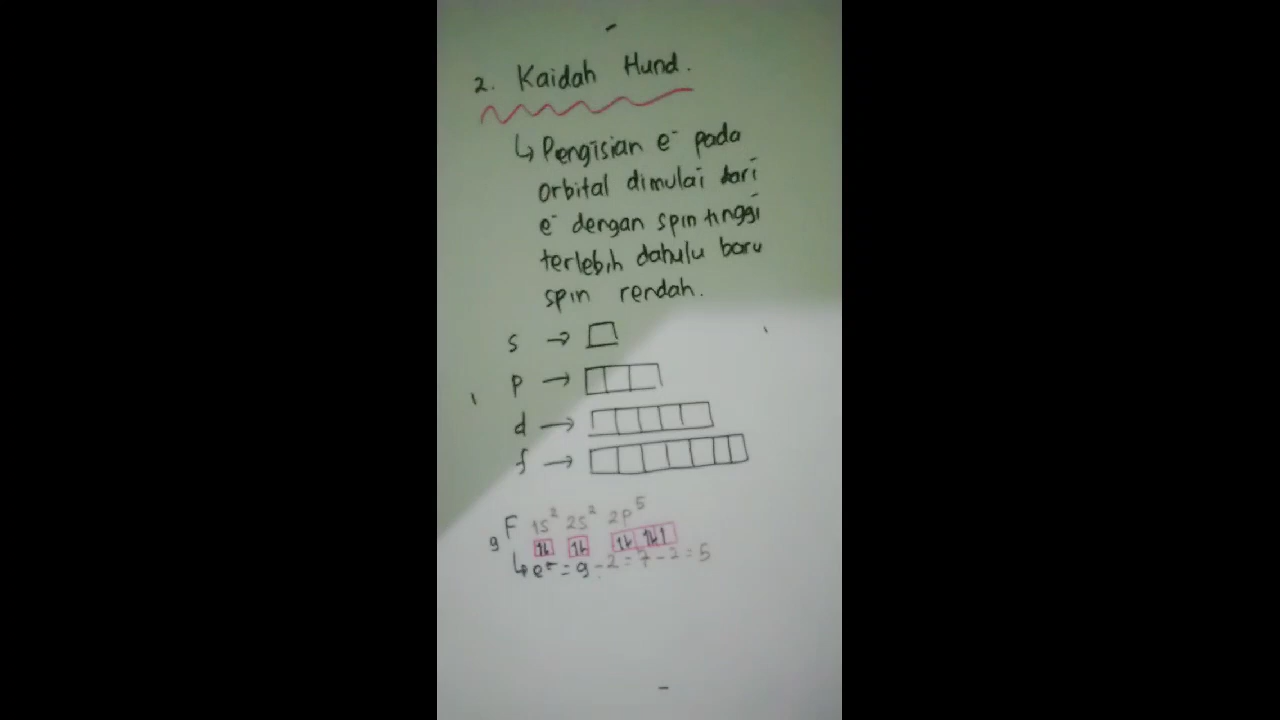 2. Kaidah Hund.
↳ Pengisian e⁻ pada
orbital dimulai dari
e⁻ dengan spin tinggi
terlebih dahulu baru
spin rendah.
s →
p →
d →
f →
₉F 1s² 2s² 2p⁵
↿⇂ ↿⇂ ↿⇂ ↿⇂ ↿
↳ e⁻ = 9 - 2 = 7 - 2 = 5